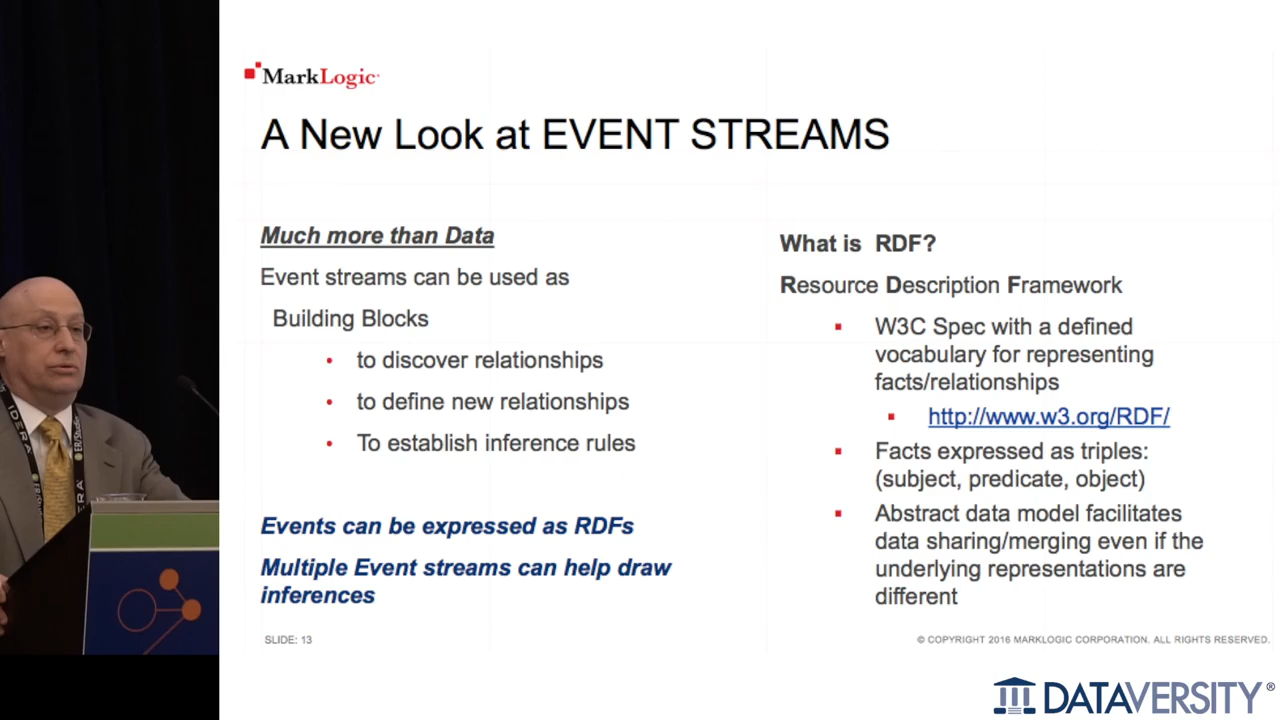 MarkLogic
A New Look at EVENT STREAMS
Much more than Data
Event streams can be used as
Building Blocks
• to discover relationships
• to define new relationships
• To establish inference rules
Events can be expressed as RDFs
Multiple Event streams can help draw
inferences
What is RDF?
Resource Description Framework
▪ W3C Spec with a defined
vocabulary for representing
facts/relationships
▪ http://www.w3.org/RDF/
▪ Facts expressed as triples:
(subject, predicate, object)
▪ Abstract data model facilitates
data sharing/merging even if the
underlying representations are
different
SLIDE: 13
© COPYRIGHT 2016 MARKLOGIC CORPORATION. ALL RIGHTS RESERVED.
DATAVERSITY®
IDERA
ER/Studio